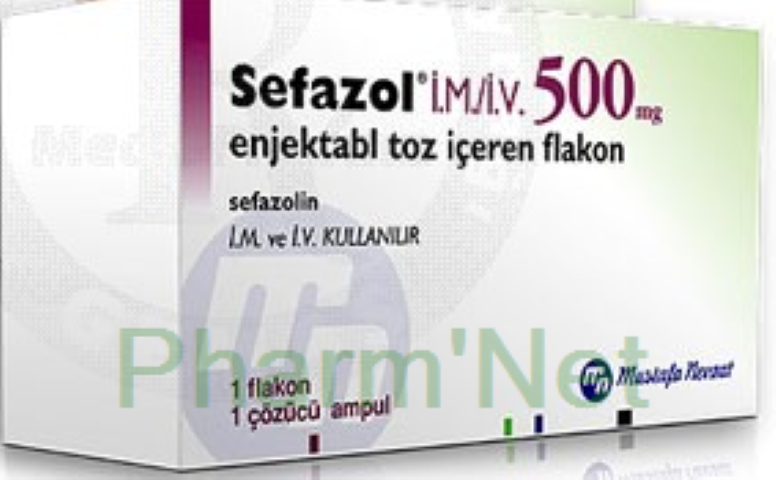 Sefazol® İ.M./İ.V. 500 mg
enjektabl toz içeren flakon
sefazolin
İ.M. ve İ.V. KULLANILIR
Pharm'Net
1 flakon
1 çözücü ampul
Mustafa Nevzat